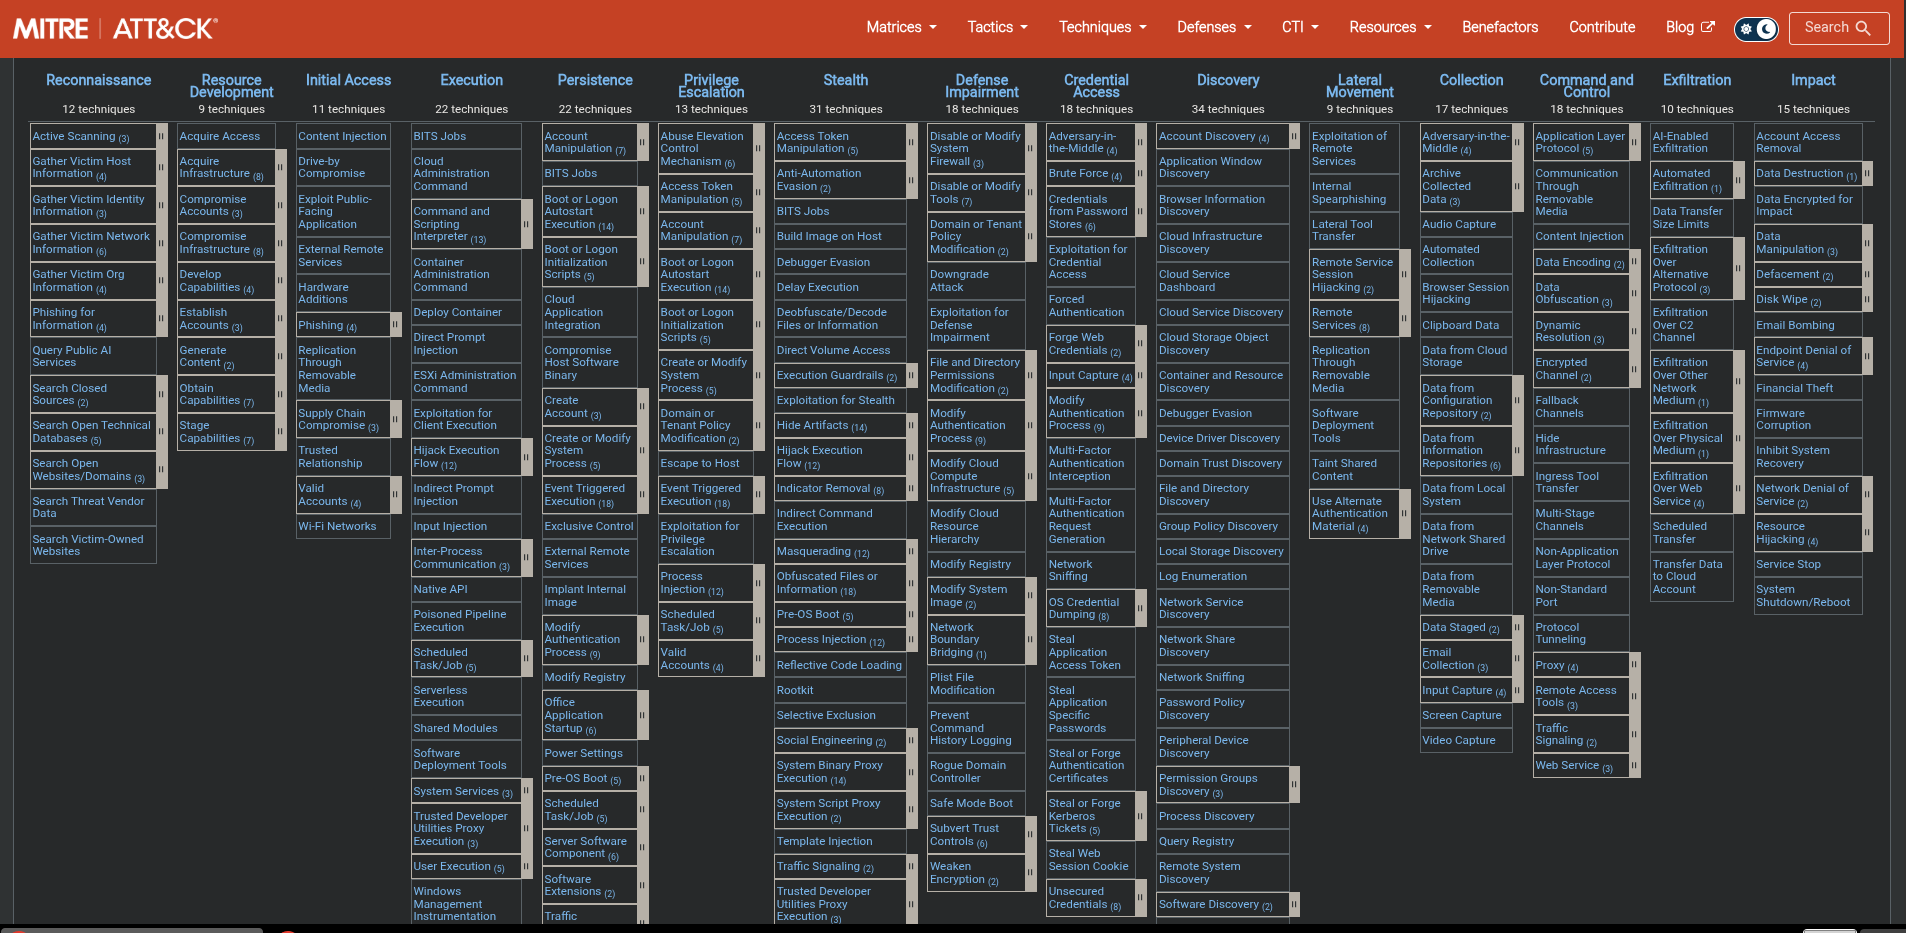 MITRE | ATT&CK®
Matrices
Tactics
Techniques
Defenses
CTI
Resources
Benefactors
Contribute
Blog
Search
Reconnaissance
12 techniques
Active Scanning (3)
Gather Victim Host
Information (4)
Gather Victim Identity
Information (3)
Gather Victim Network
Information (6)
Gather Victim Org
Information (4)
Phishing for
Information (4)
Query Public AI
Services
Search Closed
Sources (2)
Search Open Technical
Databases (5)
Search Open
Websites/Domains (3)
Search Threat Vendor
Data
Search Victim-Owned
Websites
Resource
Development
9 techniques
Acquire Access
Acquire
Infrastructure (8)
Compromise
Accounts (3)
Compromise
Infrastructure (8)
Develop
Capabilities (4)
Establish
Accounts (3)
Generate
Content (2)
Obtain
Capabilities (7)
Stage
Capabilities (7)
Initial Access
11 techniques
Content Injection
Drive-by
Compromise
Exploit Public-
Facing
Application
External Remote
Services
Hardware
Additions
Phishing (4)
Replication
Through
Removable
Media
Supply Chain
Compromise (3)
Trusted
Relationship
Valid
Accounts (4)
Wi-Fi Networks
Execution
22 techniques
BITS Jobs
Cloud
Administration
Command
Command and
Scripting
Interpreter (13)
Container
Administration
Command
Deploy Container
Direct Prompt
Injection
ESXi Administration
Command
Exploitation for
Client Execution
Hijack Execution
Flow (12)
Indirect Prompt
Injection
Input Injection
Inter-Process
Communication (3)
Native API
Poisoned Pipeline
Execution
Scheduled
Task/Job (5)
Serverless
Execution
Shared Modules
Software
Deployment Tools
System Services (3)
Trusted Developer
Utilities Proxy
Execution (3)
User Execution (5)
Windows
Management
Instrumentation
Persistence
22 techniques
Account
Manipulation (7)
BITS Jobs
Boot or Logon
Autostart
Execution (14)
Boot or Logon
Initialization
Scripts (5)
Cloud
Application
Integration
Compromise
Host Software
Binary
Create
Account (3)
Create or Modify
System
Process (5)
Event Triggered
Execution (18)
Exclusive Control
External Remote
Services
Implant Internal
Image
Modify
Authentication
Process (9)
Modify Registry
Office
Application
Startup (6)
Power Settings
Pre-OS Boot (5)
Scheduled
Task/Job (5)
Server Software
Component (6)
Software
Extensions (2)
Traffic
Privilege
Escalation
13 techniques
Abuse Elevation
Control
Mechanism (6)
Access Token
Manipulation (5)
Account
Manipulation (7)
Boot or Logon
Autostart
Execution (14)
Boot or Logon
Initialization
Scripts (5)
Create or Modify
System
Process (5)
Domain or
Tenant Policy
Modification (2)
Escape to Host
Event Triggered
Execution (18)
Exploitation for
Privilege
Escalation
Process
Injection (12)
Scheduled
Task/Job (5)
Valid
Accounts (4)
Stealth
31 techniques
Access Token
Manipulation (5)
Anti-Automation
Evasion (2)
BITS Jobs
Build Image on Host
Debugger Evasion
Delay Execution
Deobfuscate/Decode
Files or Information
Direct Volume Access
Execution Guardrails (2)
Exploitation for Stealth
Hide Artifacts (14)
Hijack Execution
Flow (12)
Indicator Removal (8)
Indirect Command
Execution
Masquerading (12)
Obfuscated Files or
Information (18)
Pre-OS Boot (5)
Process Injection (12)
Reflective Code Loading
Rootkit
Selective Exclusion
Social Engineering (2)
System Binary Proxy
Execution (14)
System Script Proxy
Execution (2)
Template Injection
Traffic Signaling (2)
Trusted Developer
Utilities Proxy
Execution (3)
Defense
Impairment
18 techniques
Disable or Modify
System
Firewall (3)
Disable or Modify
Tools (7)
Domain or Tenant
Policy
Modification (2)
Downgrade
Attack
Exploitation for
Defense
Impairment
File and Directory
Permissions
Modification (2)
Modify
Authentication
Process (9)
Modify Cloud
Compute
Infrastructure (5)
Modify Cloud
Resource
Hierarchy
Modify Registry
Modify System
Image (2)
Network
Boundary
Bridging (1)
Plist File
Modification
Prevent
Command
History Logging
Rogue Domain
Controller
Safe Mode Boot
Subvert Trust
Controls (6)
Weaken
Encryption (2)
Credential
Access
18 techniques
Adversary-in-
the-Middle (4)
Brute Force (4)
Credentials
from Password
Stores (6)
Exploitation for
Credential
Access
Forced
Authentication
Forge Web
Credentials (2)
Input Capture (4)
Modify
Authentication
Process (9)
Multi-Factor
Authentication
Interception
Multi-Factor
Authentication
Request
Generation
Network
Sniffing
OS Credential
Dumping (8)
Steal
Application
Access Token
Steal
Application
Specific
Passwords
Steal or Forge
Authentication
Certificates
Steal or Forge
Kerberos
Tickets (5)
Steal Web
Session Cookie
Unsecured
Credentials (8)
Discovery
34 techniques
Account Discovery (4)
Application Window
Discovery
Browser Information
Discovery
Cloud Infrastructure
Discovery
Cloud Service
Dashboard
Cloud Service Discovery
Cloud Storage Object
Discovery
Container and Resource
Discovery
Debugger Evasion
Device Driver Discovery
Domain Trust Discovery
File and Directory
Discovery
Group Policy Discovery
Local Storage Discovery
Log Enumeration
Network Service
Discovery
Network Share
Discovery
Network Sniffing
Password Policy
Discovery
Peripheral Device
Discovery
Permission Groups
Discovery (3)
Process Discovery
Query Registry
Remote System
Discovery
Software Discovery (2)
Lateral
Movement
9 techniques
Exploitation of
Remote
Services
Internal
Spearphishing
Lateral Tool
Transfer
Remote Service
Session
Hijacking (2)
Remote
Services (8)
Replication
Through
Removable
Media
Software
Deployment
Tools
Taint Shared
Content
Use Alternate
Authentication
Material (4)
Collection
17 techniques
Adversary-in-the-
Middle (4)
Archive
Collected
Data (3)
Audio Capture
Automated
Collection
Browser Session
Hijacking
Clipboard Data
Data from Cloud
Storage
Data from
Configuration
Repository (2)
Data from
Information
Repositories (6)
Data from Local
System
Data from
Network Shared
Drive
Data from
Removable
Media
Data Staged (2)
Email
Collection (3)
Input Capture (4)
Screen Capture
Video Capture
Command and
Control
18 techniques
Application Layer
Protocol (5)
Communication
Through
Removable
Media
Content Injection
Data Encoding (2)
Data
Obfuscation (3)
Dynamic
Resolution (3)
Encrypted
Channel (2)
Fallback
Channels
Hide
Infrastructure
Ingress Tool
Transfer
Multi-Stage
Channels
Non-Application
Layer Protocol
Non-Standard
Port
Protocol
Tunneling
Proxy (4)
Remote Access
Tools (3)
Traffic
Signaling (2)
Web Service (3)
Exfiltration
10 techniques
AI-Enabled
Exfiltration
Automated
Exfiltration (1)
Data Transfer
Size Limits
Exfiltration
Over
Alternative
Protocol (3)
Exfiltration
Over C2
Channel
Exfiltration
Over Other
Network
Medium (1)
Exfiltration
Over Physical
Medium (1)
Exfiltration
Over Web
Service (4)
Scheduled
Transfer
Transfer Data
to Cloud
Account
Impact
15 techniques
Account Access
Removal
Data Destruction (1)
Data Encrypted for
Impact
Data
Manipulation (3)
Defacement (2)
Disk Wipe (2)
Email Bombing
Endpoint Denial of
Service (4)
Financial Theft
Firmware
Corruption
Inhibit System
Recovery
Network Denial of
Service (2)
Resource
Hijacking (4)
Service Stop
System
Shutdown/Reboot